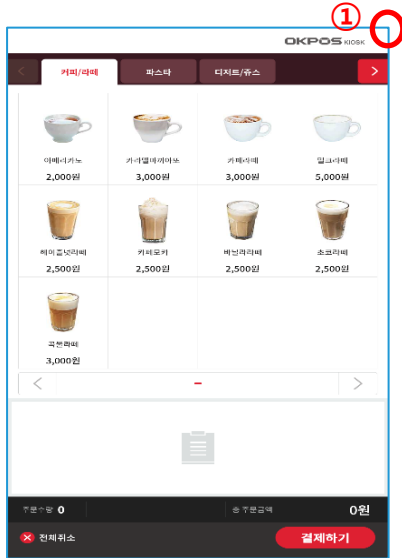 ①
OKPOS KIOSK
< 커피/라떼 파스타 디저트/쥬스 >
아메리카노 카라멜마끼아또 카페라떼 밀크라떼
2,000원 3,000원 3,000원 5,000원
헤이즐넛라떼 카페모카 바닐라라떼 초코라떼
2,500원 2,500원 2,500원 2,500원
곡물라떼
3,000원
< >
주문수량 0 총 주문금액 0원
전체취소 결제하기